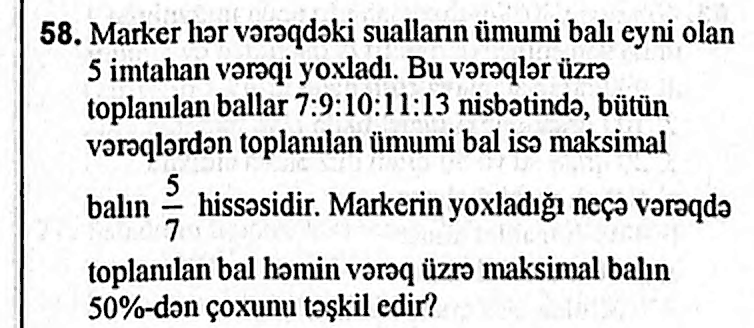 58. Marker hər vərəqdəki sualların ümumi balı eyni olan
5 imtahan vərəqi yoxladı. Bu vərəqlər üzrə
toplanılan ballar 7:9:10:11:13 nisbətində, bütün
vərəqlərdən toplanılan ümumi bal isə maksimal
balın 5/7 hissəsidir. Markerin yoxladığı neçə vərəqdə
toplanılan bal həmin vərəq üzrə maksimal balın
50%-dən çoxunu təşkil edir?